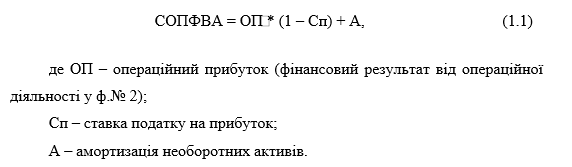 СОПФВА = ОП * (1 – Сп) + А, (1.1)
де ОП – операційний прибуток (фінансовий результат від операційної
діяльності у ф.№ 2);
Сп – ставка податку на прибуток;
А – амортизація необоротних активів.